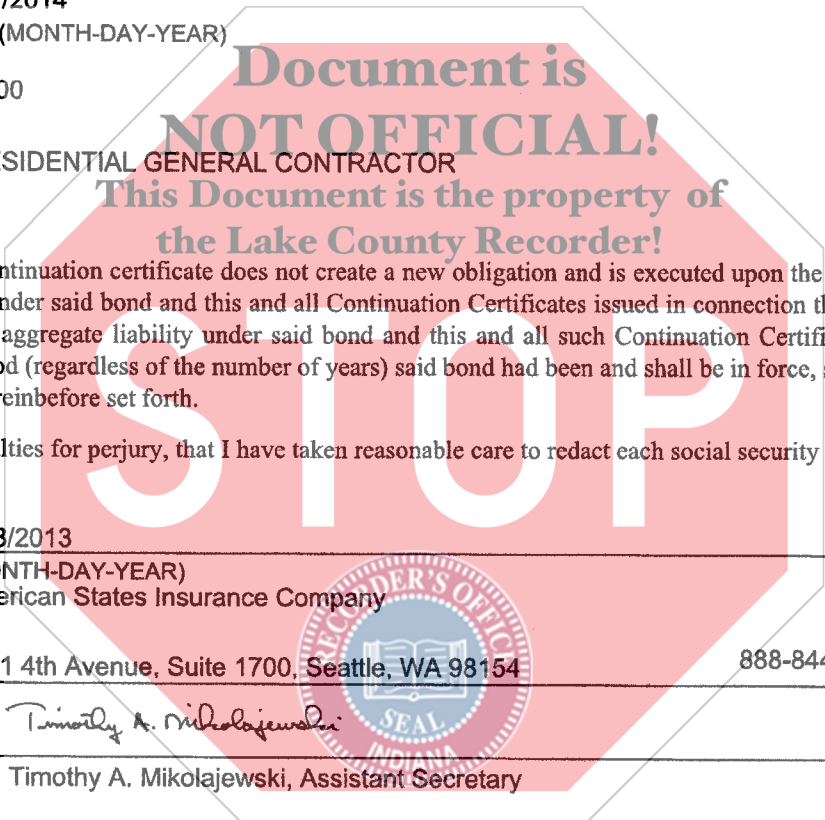 /2014
(MONTH-DAY-YEAR)
Document is
00
NOT OFFICIAL!
ESIDENTIAL GENERAL CONTRACTOR
This Document is the property of
the Lake County Recorder!
ntinuation certificate does not create a new obligation and is executed upon the
nder said bond and this and all Continuation Certificates issued in connection th
aggregate liability under said bond and this and all such Continuation Certifi
od (regardless of the number of years) said bond had been and shall be in force,
einbefore set forth.
lties for perjury, that I have taken reasonable care to redact each social security
STOP
8/2013
NTH-DAY-YEAR)
erican States Insurance Company
1 4th Avenue, Suite 1700, Seattle, WA 98154 888-844
Timothy A. Mikolajewski
Timothy A. Mikolajewski, Assistant Secretary
RECORDER'S OFFICE
SEAL
INDIANA